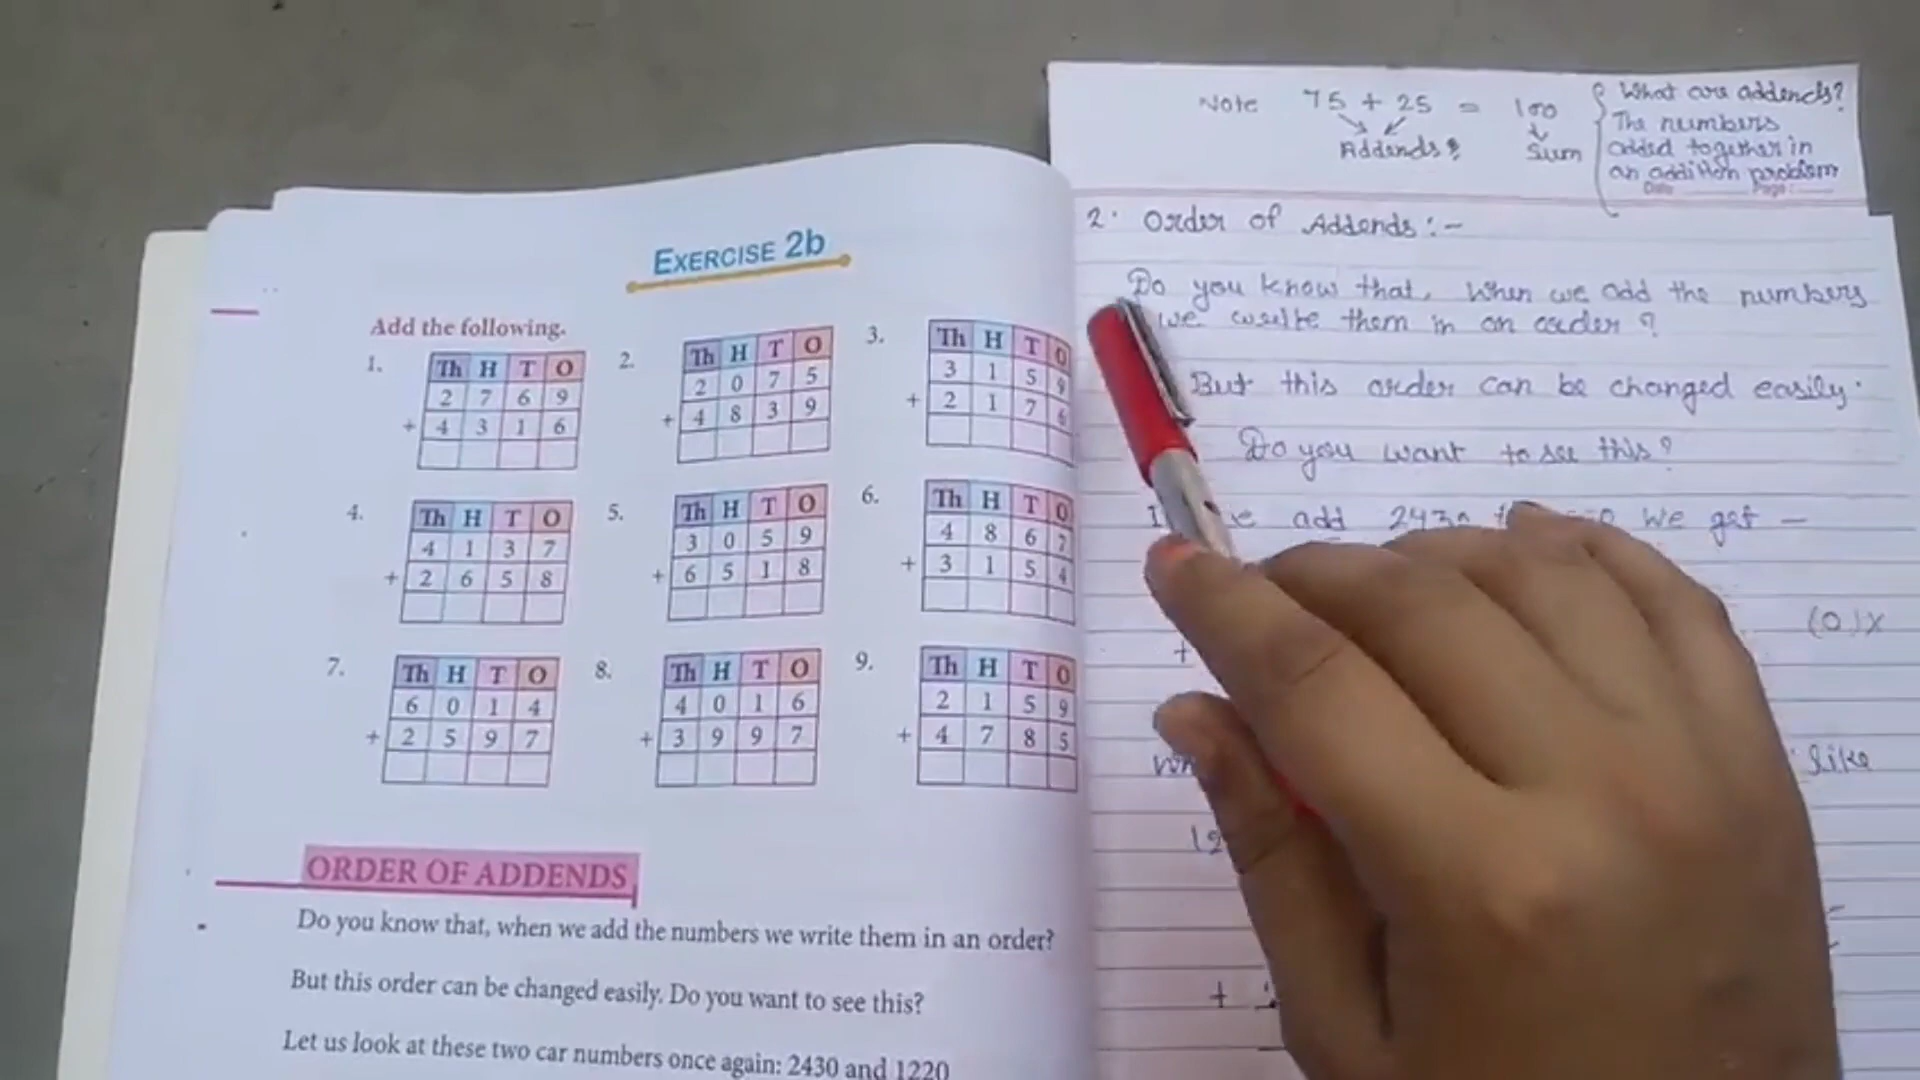 EXERCISE 2b
Add the following.
1.
Th H T O
2 7 6 9
+ 4 3 1 6
2.
Th H T O
2 0 7 5
+ 4 8 3 9
3.
Th H T O
3 1 5 9
+ 2 1 7 6
4.
Th H T O
4 1 3 7
+ 2 6 5 8
5.
Th H T O
3 0 5 9
+ 6 5 1 8
6.
Th H T O
4 8 6 7
+ 3 1 5 4
7.
Th H T O
6 0 1 4
+ 2 5 9 7
8.
Th H T O
4 0 1 6
+ 3 9 9 7
9.
Th H T O
2 1 5 9
+ 4 7 8 5
ORDER OF ADDENDS
Do you know that, when we add the numbers we write them in an order?
But this order can be changed easily. Do you want to see this?
Let us look at these two car numbers once again: 2430 and 1220
Note 75 + 25 = 100
Addends Sum
What are addends?
The numbers
added together in
an addition problem
Date Page
2. Order of Addends :-
Do you know that, When we add the numbers
we write them in an order ?
But this order can be changed easily.
Do you want to see this?
add 2430 we get -
(0)x
+
like
+